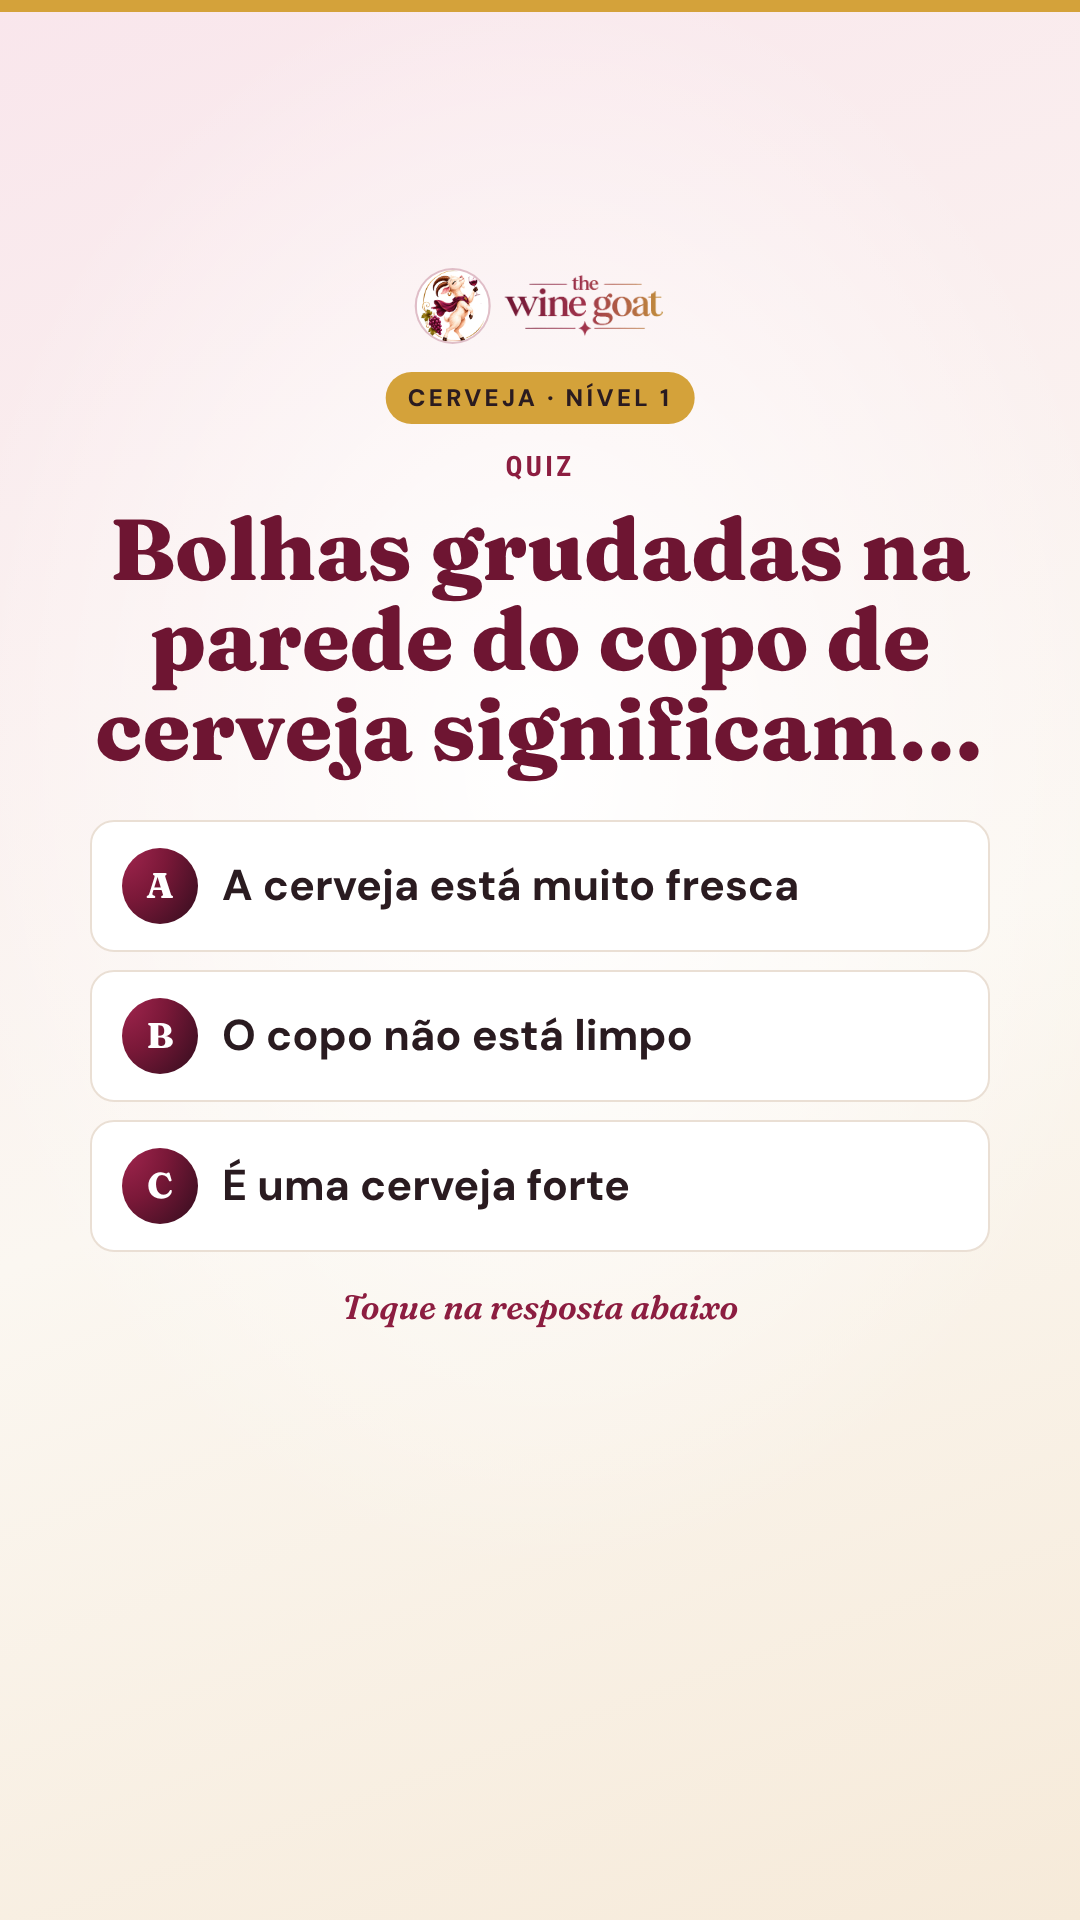 the
wine goat
CERVEJA · NÍVEL 1
QUIZ
Bolhas grudadas na
parede do copo de
cerveja significam...
A A cerveja está muito fresca
B O copo não está limpo
C É uma cerveja forte
Toque na resposta abaixo